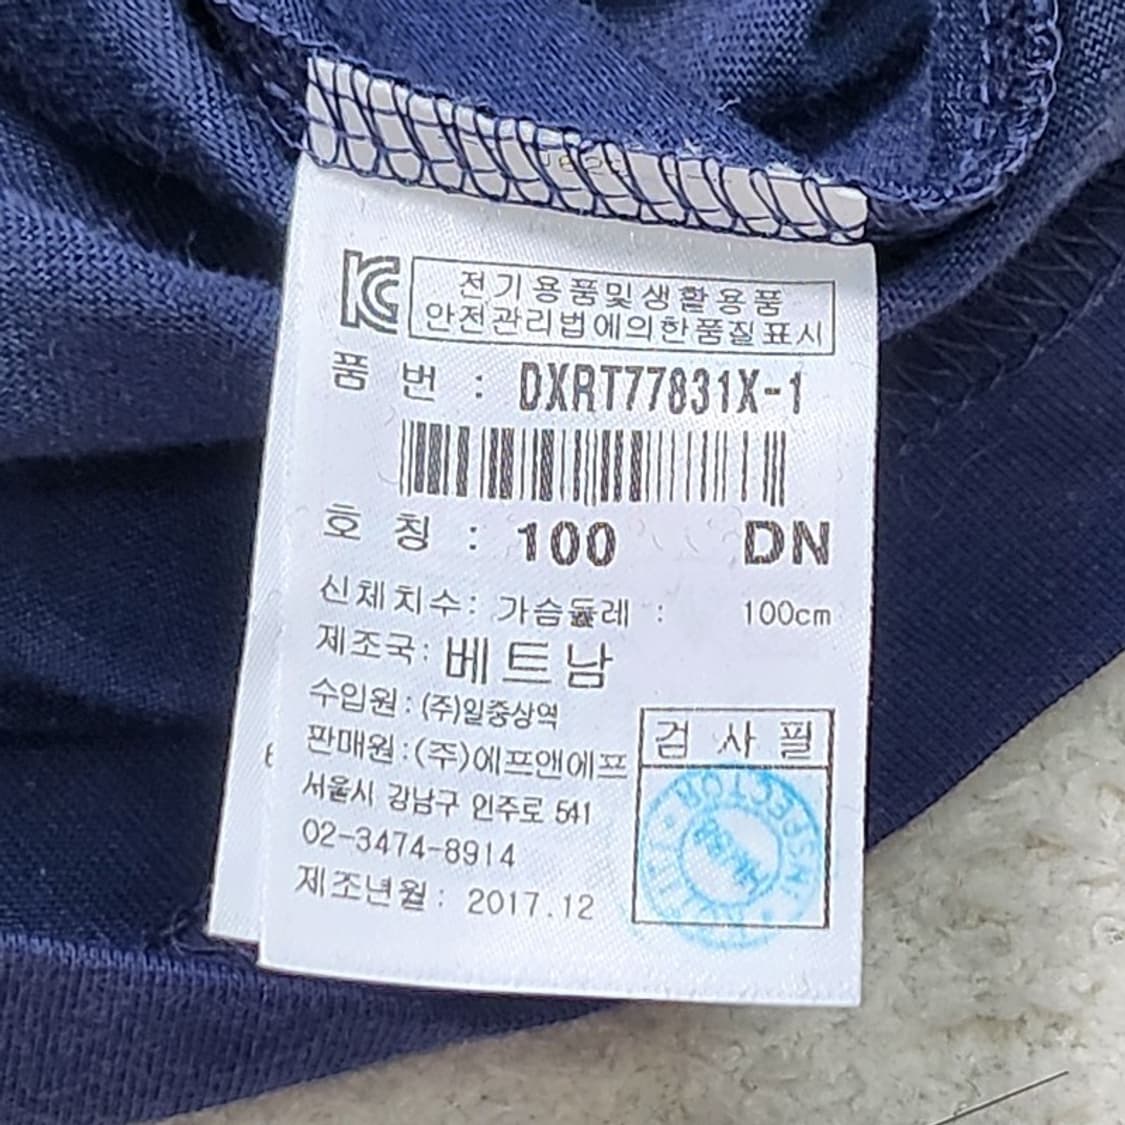 전기용품및생활용품
안전관리법에의한품질표시
품 번 : DXRT77831X-1
호 칭 : 100 DN
신체치수: 가슴둘레 : 100cm
제조국: 베트남
수입원: (주)일중상역
판매원:(주)에프앤에프
서울시 강남구 언주로 541
02-3474-8914
제조년월: 2017.12
검 사 필
INSPECTOR